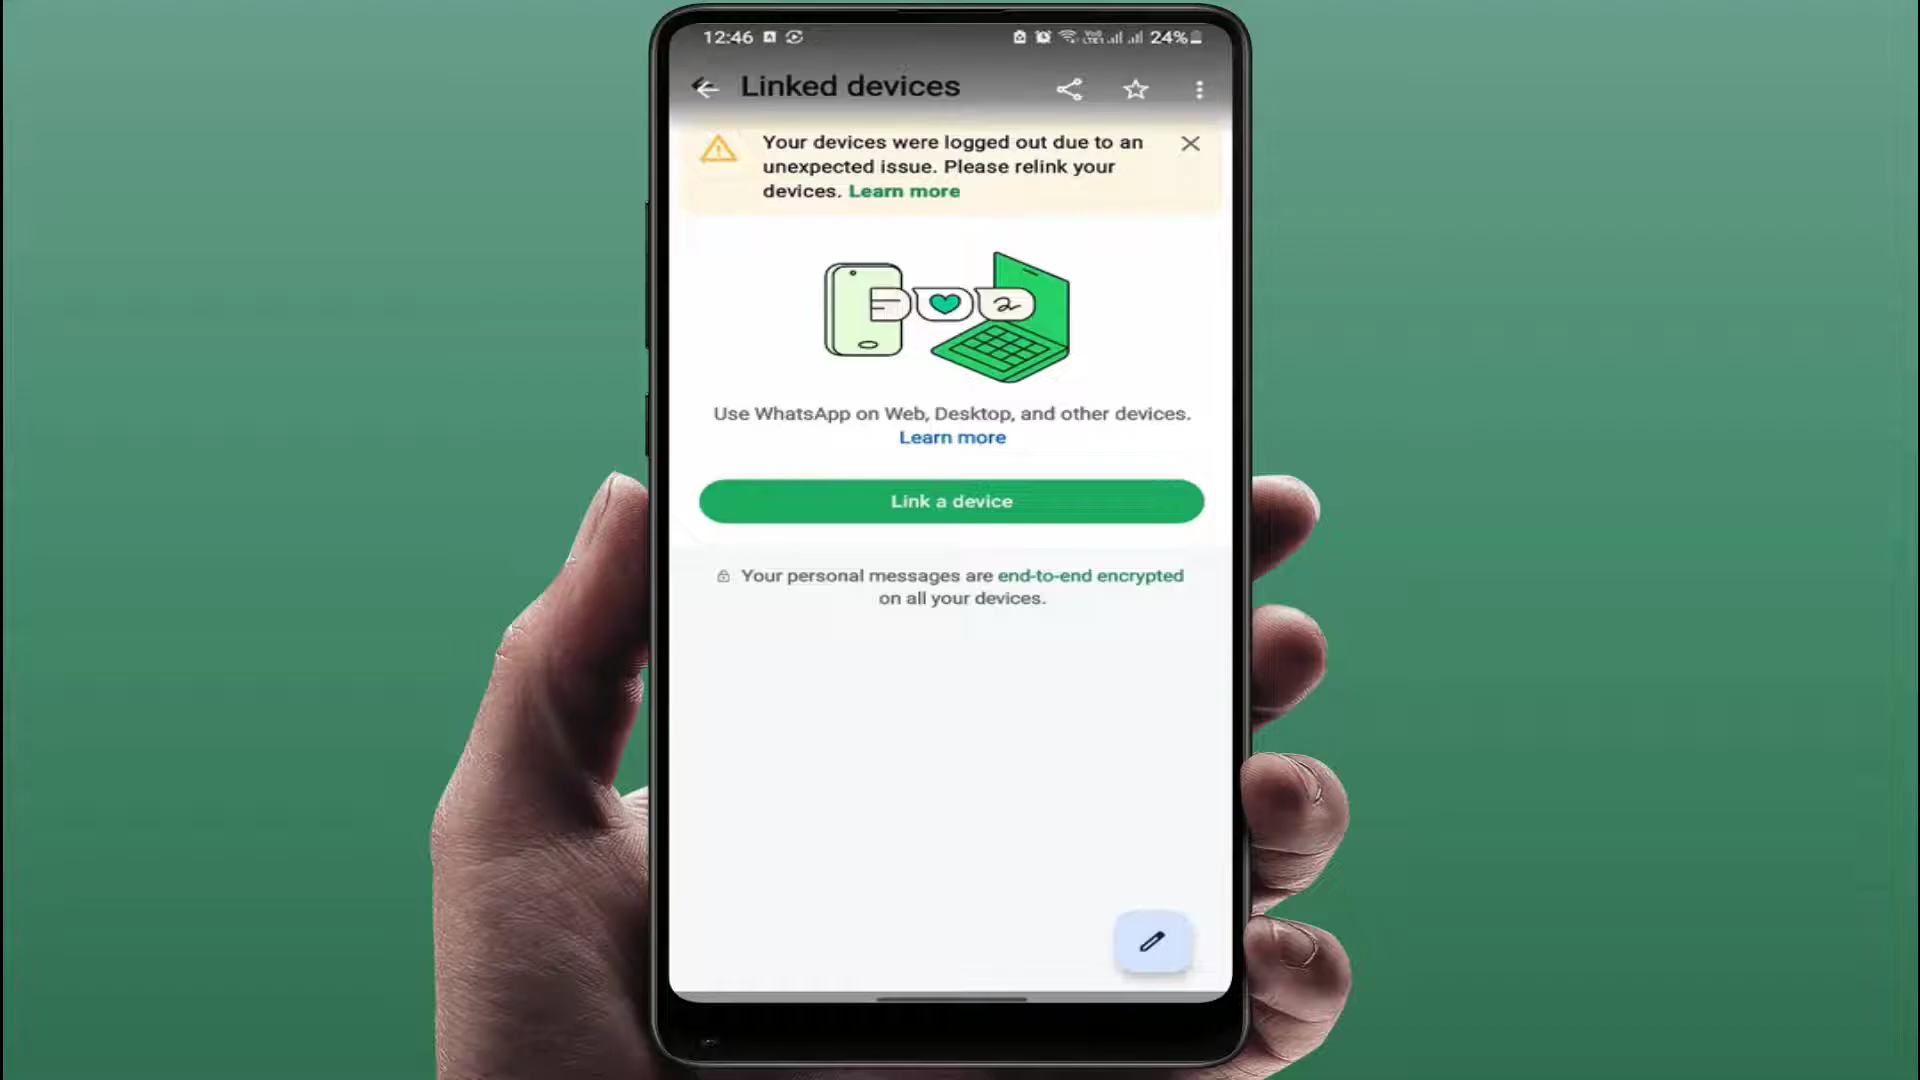 12:46
24%
Linked devices
Your devices were logged out due to an
unexpected issue. Please relink your
devices. Learn more
Use WhatsApp on Web, Desktop, and other devices.
Learn more
Link a device
Your personal messages are end-to-end encrypted
on all your devices.